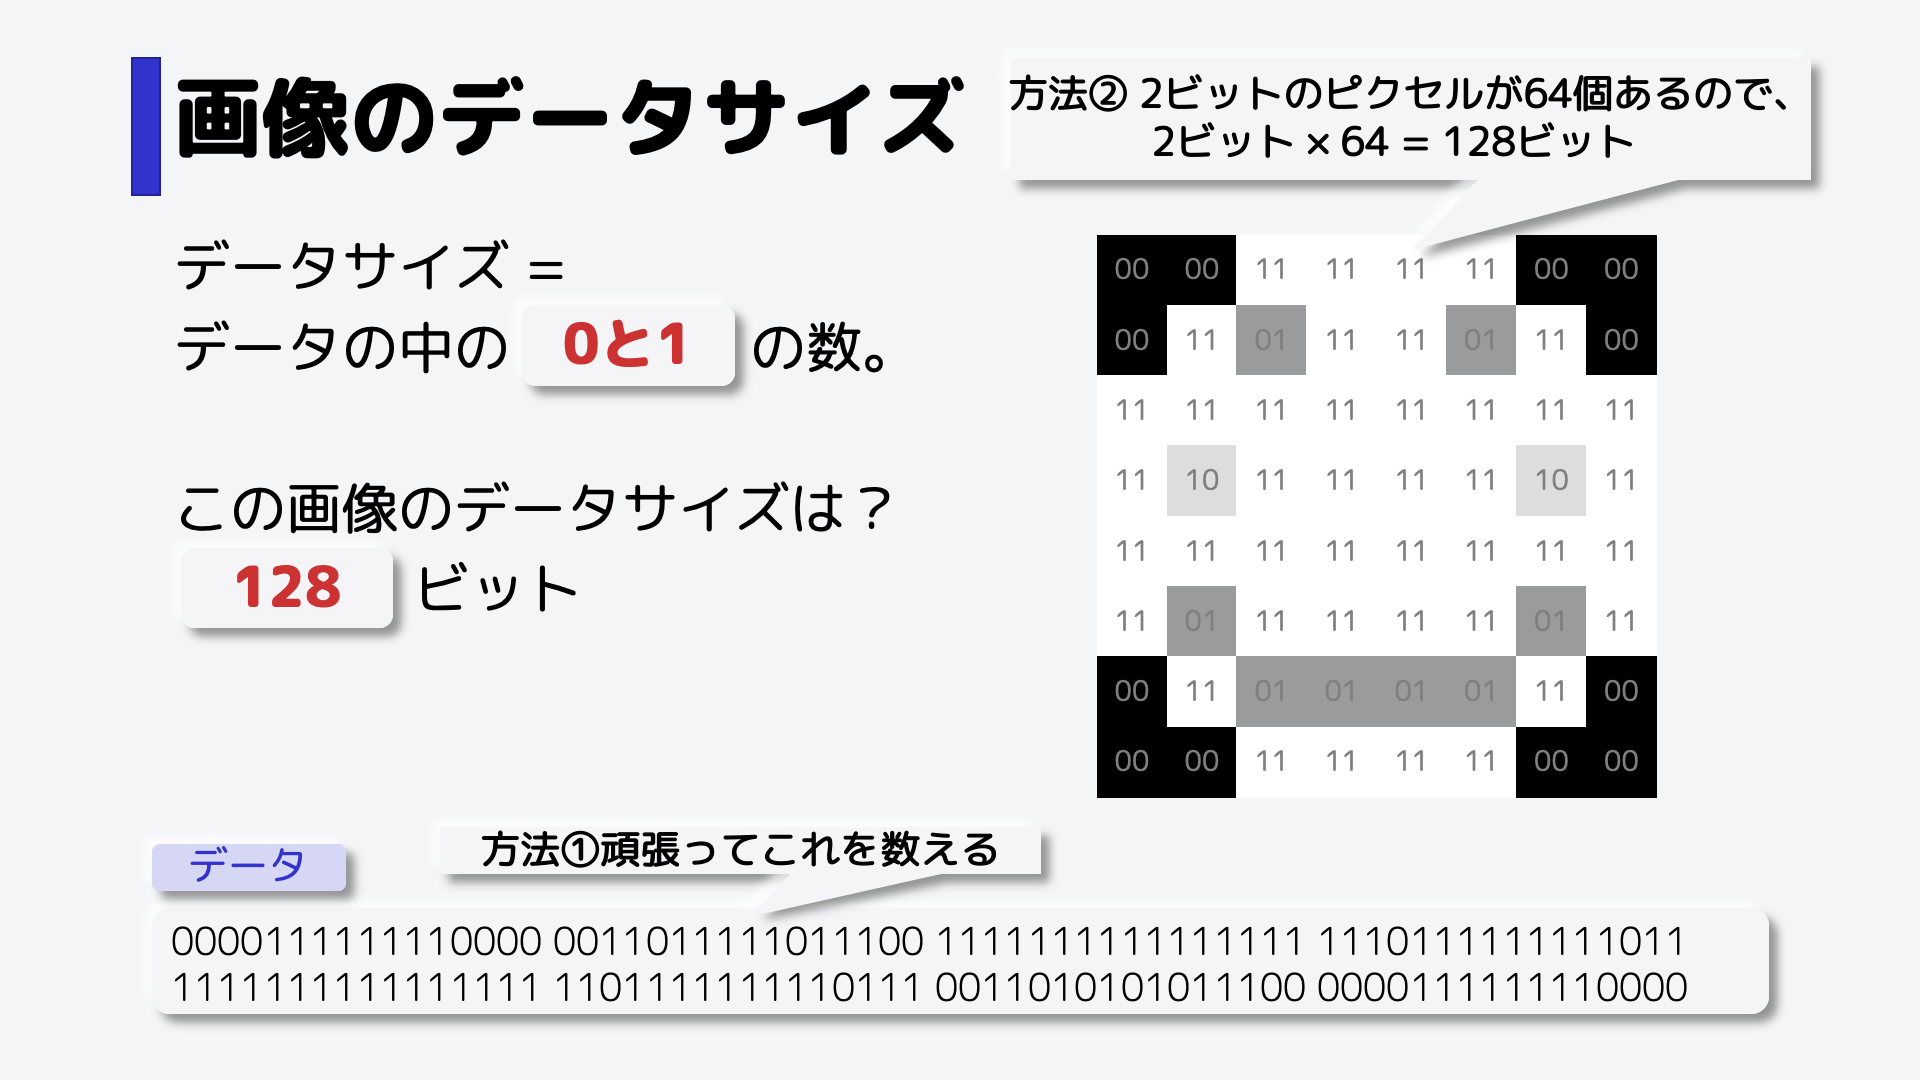 画像のデータサイズ
方法② 2ビットのピクセルが64個あるので、
2ビット × 64 = 128ビット
データサイズ =
データの中の 0と1 の数。
この画像のデータサイズは？
128 ビット
00 00 11 11 11 11 00 00
00 11 01 11 11 01 11 00
11 11 11 11 11 11 11 11
11 10 11 11 11 11 10 11
11 11 11 11 11 11 11 11
11 01 11 11 11 11 01 11
00 11 01 01 01 01 11 00
00 00 11 11 11 11 00 00
方法①頑張ってこれを数える
データ
0000111111110000 0011011111011100 1111111111111111 1110111111111011
1111111111111111 1101111111110111 0011010101011100 0000111111110000